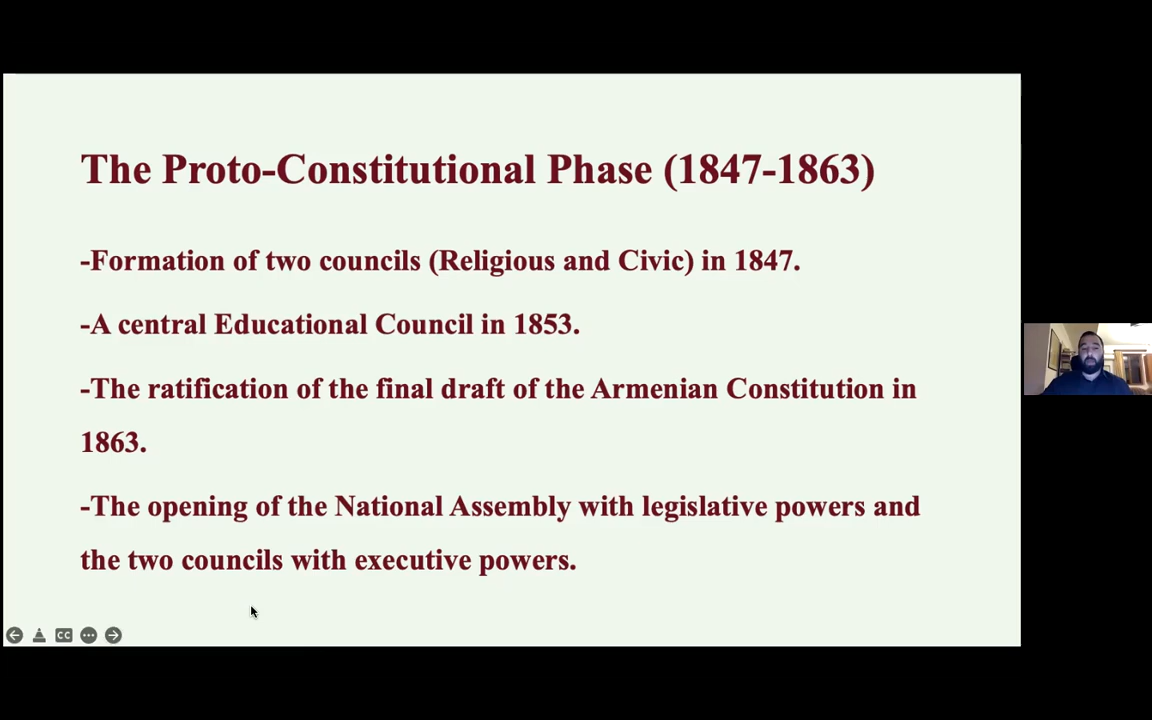 The Proto-Constitutional Phase (1847-1863)
-Formation of two councils (Religious and Civic) in 1847.
-A central Educational Council in 1853.
-The ratification of the final draft of the Armenian Constitution in
1863.
-The opening of the National Assembly with legislative powers and
the two councils with executive powers.
CC